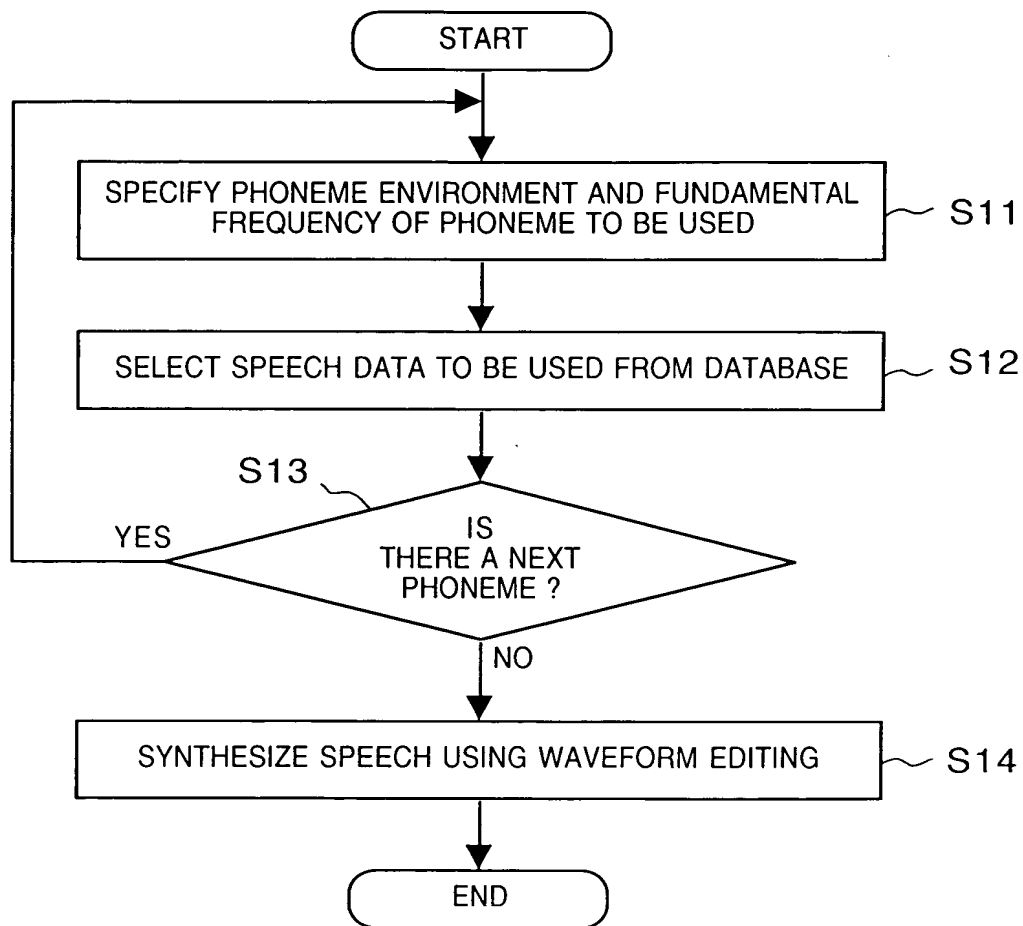 START
SPECIFY PHONEME ENVIRONMENT AND FUNDAMENTAL
FREQUENCY OF PHONEME TO BE USED
S11
SELECT SPEECH DATA TO BE USED FROM DATABASE
S12
S13
YES
IS
THERE A NEXT
PHONEME ?
NO
SYNTHESIZE SPEECH USING WAVEFORM EDITING
S14
END